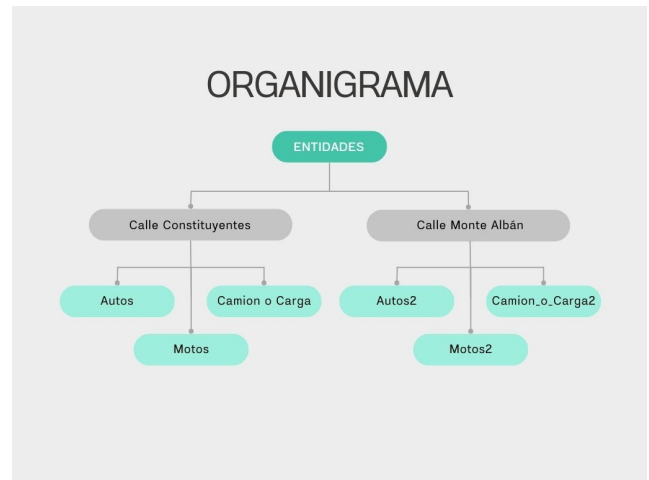 ORGANIGRAMA
ENTIDADES
Calle Constituyentes
Calle Monte Albán
Autos
Camion o Carga
Autos2
Camion_o_Carga2
Motos
Motos2